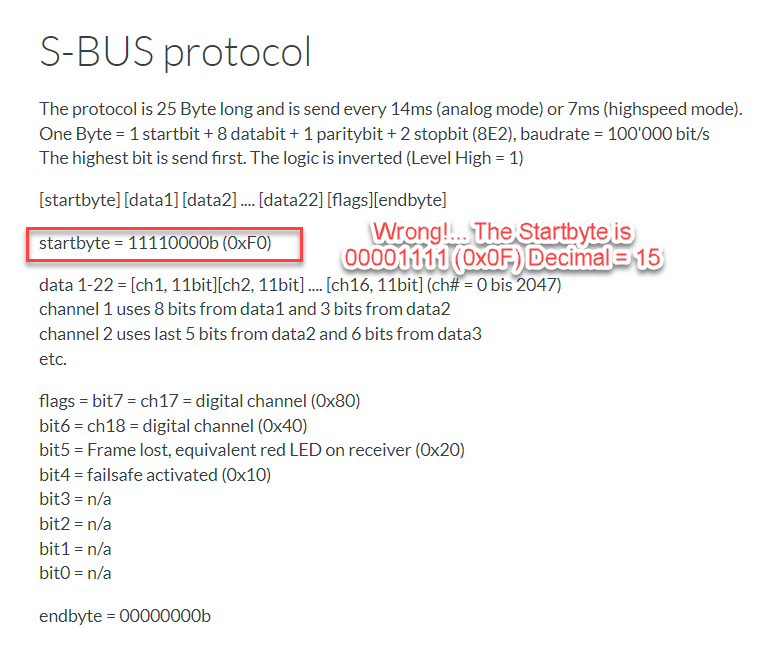 S-BUS protocol
The protocol is 25 Byte long and is send every 14ms (analog mode) or 7ms (highspeed mode).
One Byte = 1 startbit + 8 databit + 1 paritybit + 2 stopbit (8E2), baudrate = 100'000 bit/s
The highest bit is send first. The logic is inverted (Level High = 1)
[startbyte] [data1] [data2] .... [data22] [flags][endbyte]
startbyte = 11110000b (0xF0)
Wrong!... The Startbyte is
00001111 (0x0F) Decimal = 15
data 1-22 = [ch1, 11bit][ch2, 11bit] .... [ch16, 11bit] (ch# = 0 bis 2047)
channel 1 uses 8 bits from data1 and 3 bits from data2
channel 2 uses last 5 bits from data2 and 6 bits from data3
etc.
flags = bit7 = ch17 = digital channel (0x80)
bit6 = ch18 = digital channel (0x40)
bit5 = Frame lost, equivalent red LED on receiver (0x20)
bit4 = failsafe activated (0x10)
bit3 = n/a
bit2 = n/a
bit1 = n/a
bit0 = n/a
endbyte = 00000000b